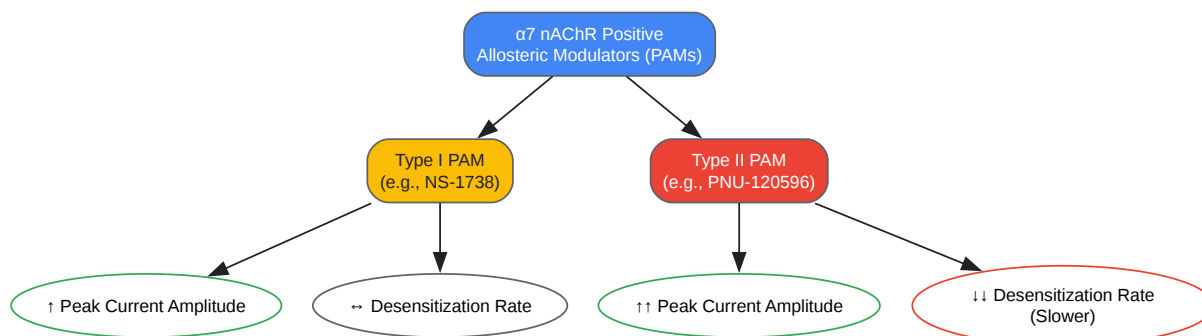 α7 nAChR Positive
Allosteric Modulators (PAMs)
Type I PAM
(e.g., NS-1738)
Type II PAM
(e.g., PNU-120596)
↑ Peak Current Amplitude
↔ Desensitization Rate
↑↑ Peak Current Amplitude
↓↓ Desensitization Rate
(Slower)